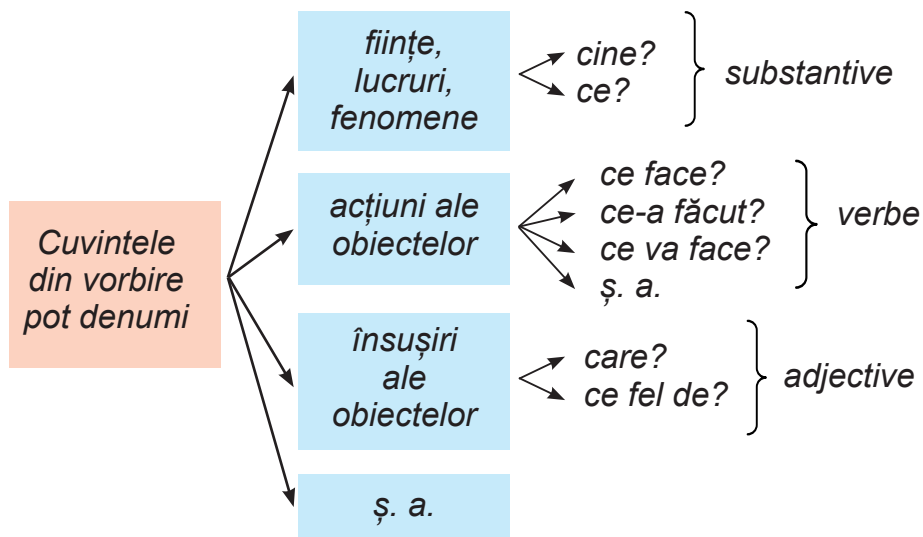 Cuvintele
din vorbire
pot denumi
ființe,
lucruri,
fenomene
cine?
ce?
substantive
acțiuni ale
obiectelor
ce face?
ce-a făcut?
ce va face?
ș. a.
verbe
însușiri
ale
obiectelor
care?
ce fel de?
adjective
ș. a.